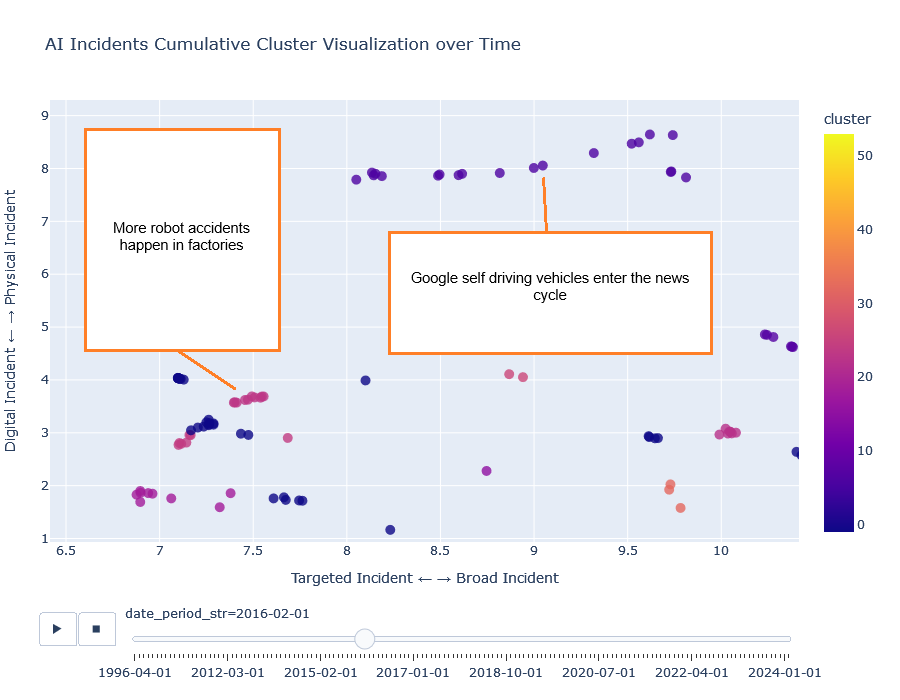 AI Incidents Cumulative Cluster Visualization over Time
cluster
9
8
7
6
5
4
3
2
1
Digital Incident ← → Physical Incident
More robot accidents
happen in factories
Google self driving vehicles enter the news
cycle
50
40
30
20
10
0
6.5 7 7.5 8 8.5 9 9.5 10
Targeted Incident ← → Broad Incident
date_period_str=2016-02-01
1996-04-01 2012-03-01 2015-02-01 2017-01-01 2018-10-01 2020-07-01 2022-04-01 2024-01-01